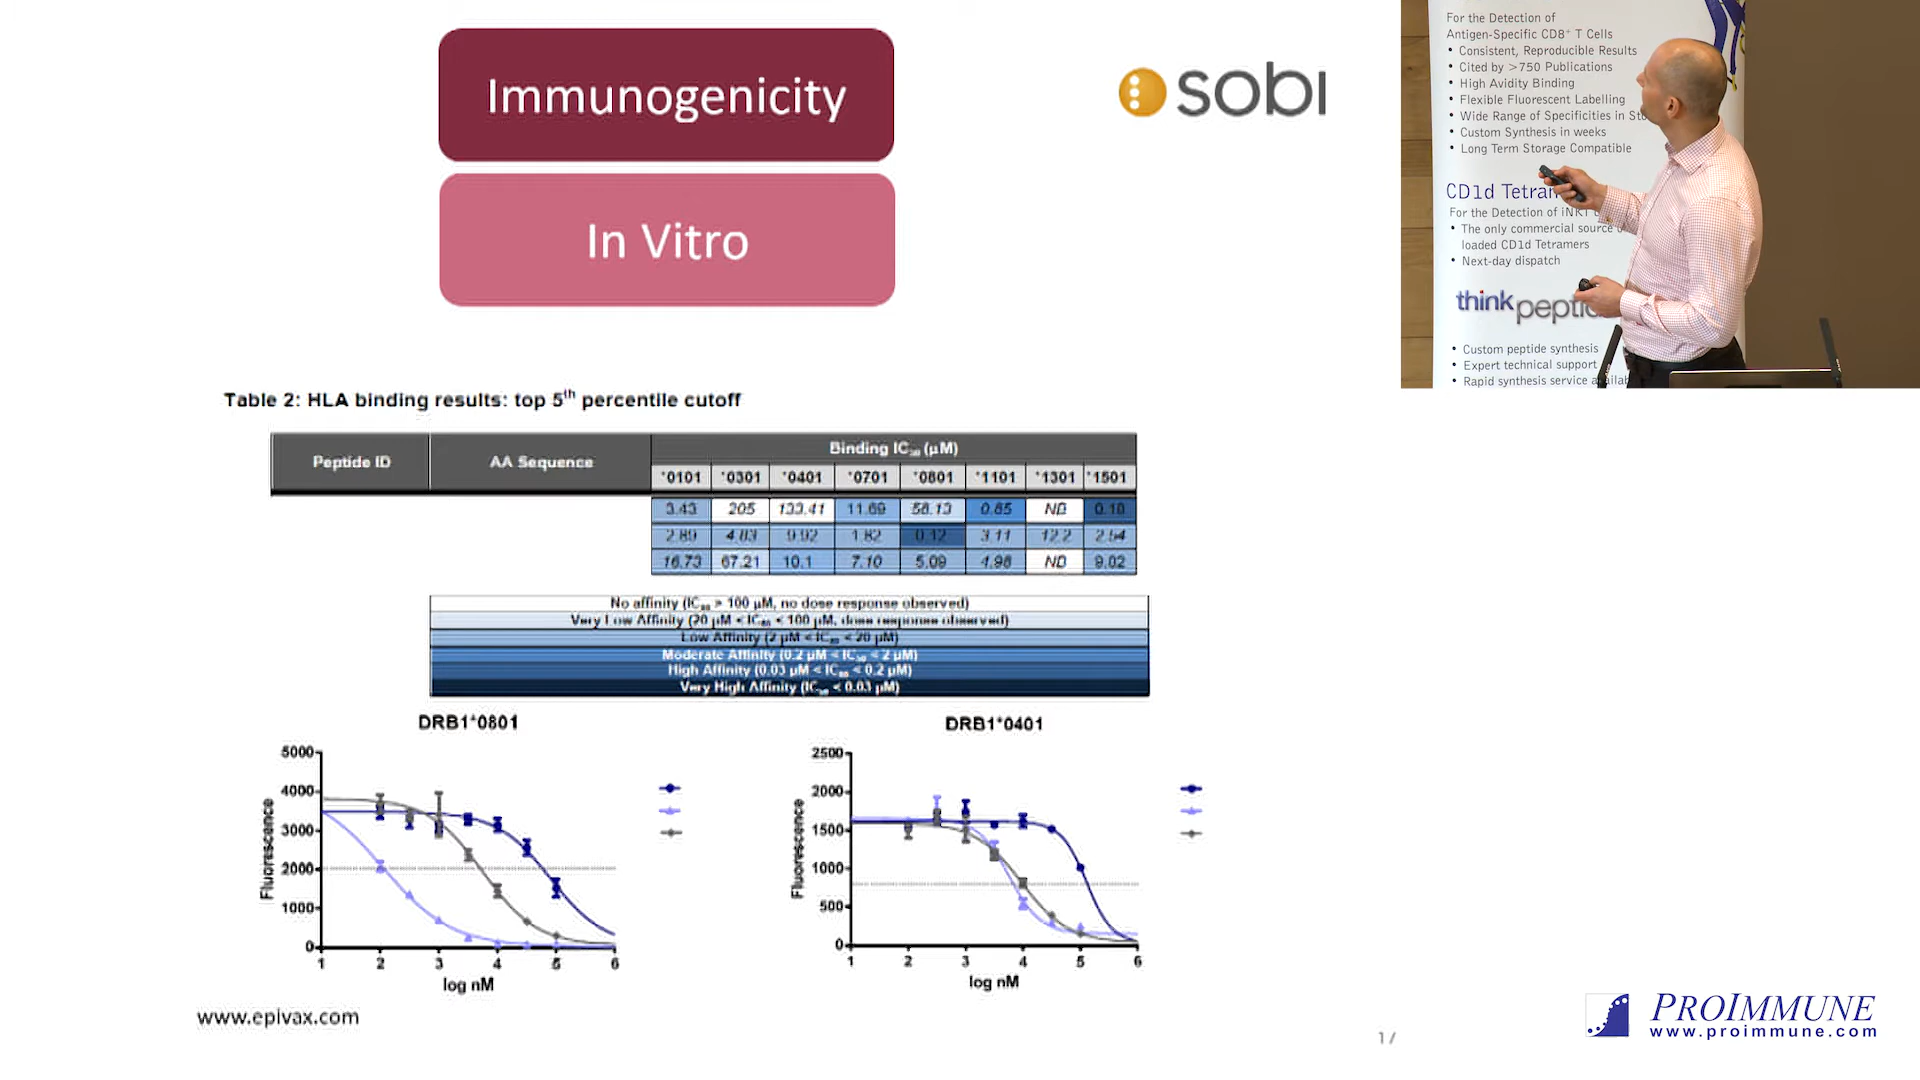 Immunogenicity
In Vitro
sobi
For the Detection of
Antigen-Specific CD8+ T Cells
• Consistent, Reproducible Results
• Cited by >750 Publications
• High Avidity Binding
• Flexible Fluorescent Labelling
• Wide Range of Specificities in
• Custom Synthesis in weeks
• Long Term Storage Compatible
CD1d
For the Detection of iNKT
• The only commercial source
loaded CD1d Tetramers
• Next-day dispatch
think
• Custom peptide synthesis
• Expert technical support
• Rapid synthesis service
Table 2: HLA binding results: top 5th percentile cutoff
Peptide ID AA Sequence Binding IC50 (µM)
*0101 *0301 *0401 *0701 *0801 *1101 *1301 *1501
3.43 205 133.41 11.69 58.13 0.65 NB 0.10
2.89 4.03 9.92 1.82 0.12 3.11 12.2 2.54
16.73 67.21 10.1 7.10 5.09 4.98 NB 9.02
No affinity (IC50 > 100 µM, no dose response observed)
Very Low Affinity (20 µM < IC50 < 100 µM, dose response observed)
Low Affinity (2 µM < IC50 < 20 µM)
Moderate Affinity (0.2 µM < IC50 < 2 µM)
High Affinity (0.03 µM < IC50 < 0.2 µM)
Very High Affinity (IC50 < 0.03 µM)
DRB1*0801
5000
4000
3000
2000
1000
0
Fluorescence
1 2 3 4 5 6
log nM
DRB1*0401
2500
2000
1500
1000
500
0
Fluorescence
1 2 3 4 5 6
log nM
www.epivax.com
PROIMMUNE
www.proimmune.com